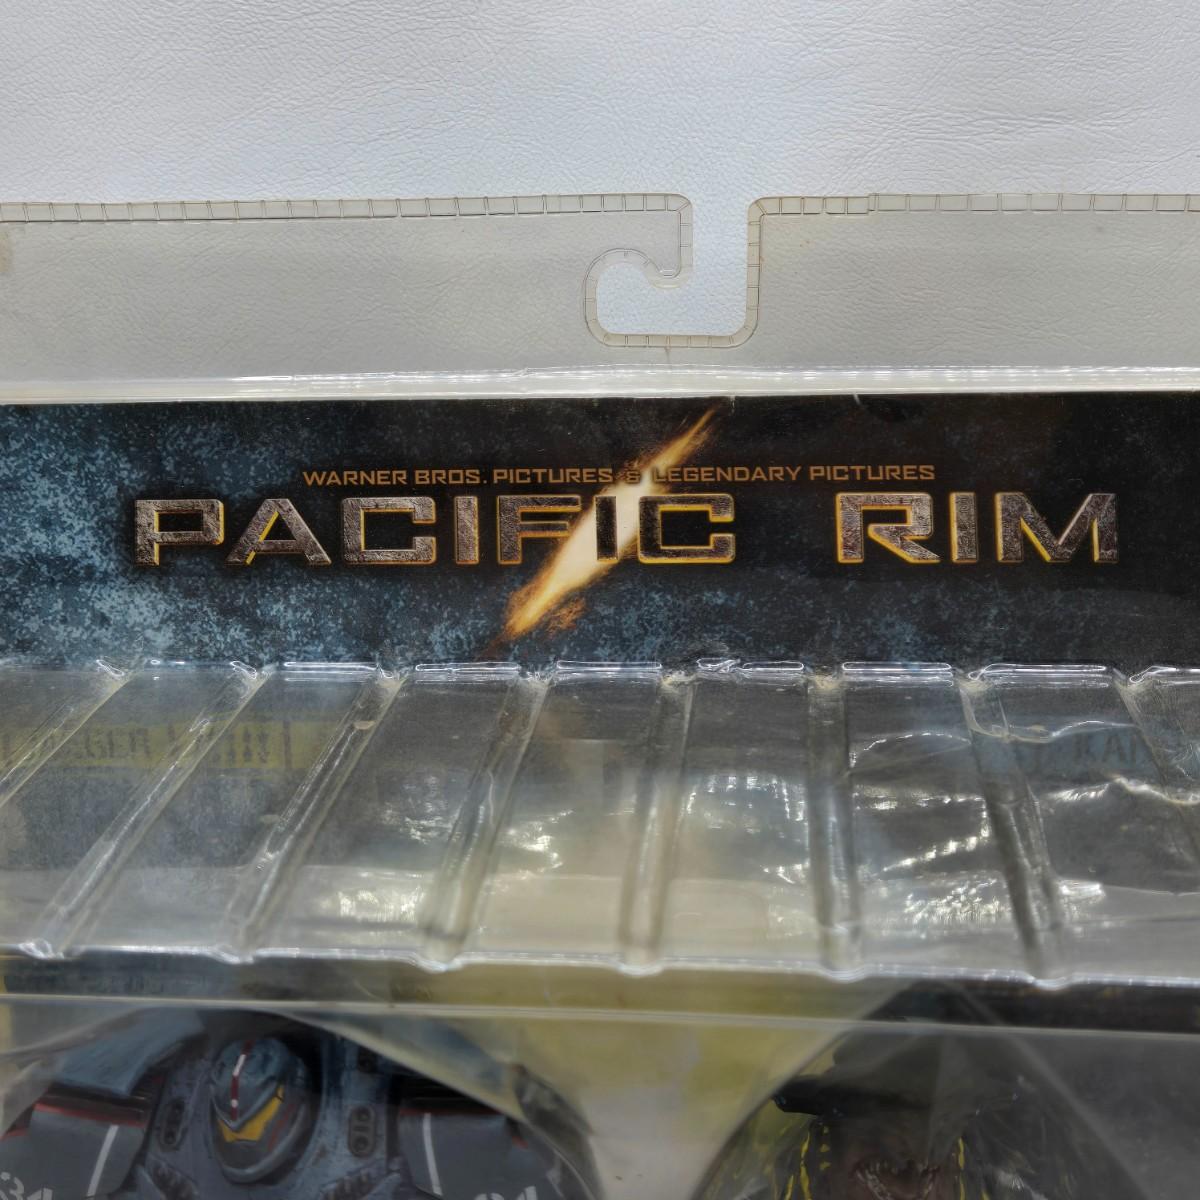 WARNER BROS. PICTURES & LEGENDARY PICTURES
PACIFIC RIM